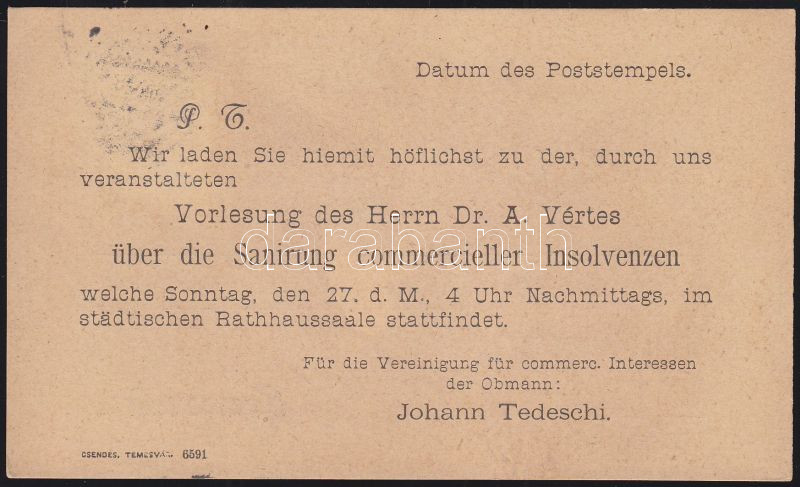 Datum des Poststempels.
P. T.
Wir laden Sie hiemit höflichst zu der, durch uns
veranstalteten
Vorlesung des Herrn Dr. A. Vértes
über die Sanirung commercieller Insolvenzen
welche Sonntag, den 27. d. M., 4 Uhr Nachmittags, im
städtischen Rathhaussaale stattfindet.
Für die Vereinigung für commerc. Interessen
der Obmann:
Johann Tedeschi.
CSENDES, TEMESVÁR. 6591
darabanth